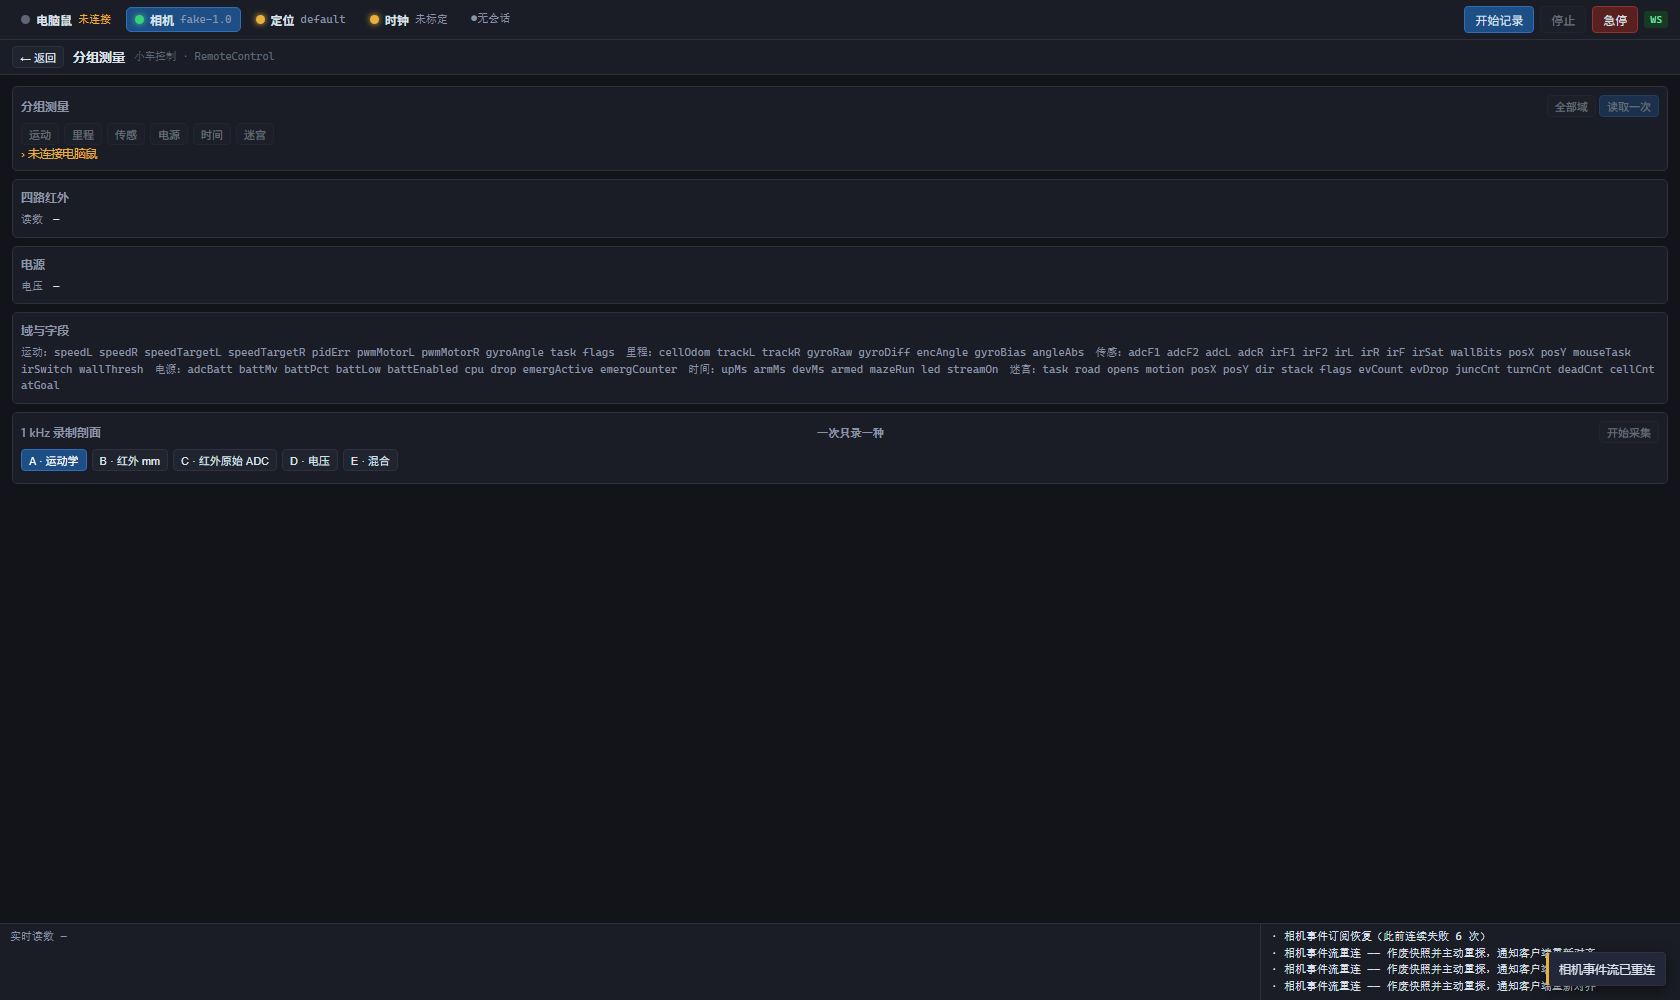 电脑鼠 未连接 相机 fake-1.0 定位 default 时钟 未标定 ●无会话 开始记录 停止 急停 WS
←返回 分组测量 小车控制 · RemoteControl
分组测量 全部域 读取一次
运动 里程 传感 电源 时间 迷宫
› 未连接电脑鼠
四路红外
读数 —
电源
电压 —
域与字段
运动: speedL speedR speedTargetL speedTargetR pidErr pwmMotorL pwmMotorR gyroAngle task flags 里程: cellOdom trackL trackR gyroRaw gyroDiff encAngle gyroBias angleAbs 传感: adcF1 adcF2 adcL adcR irF1 irF2 irL irR irF irSat wallBits posX posY mouseTask
irSwitch wallThresh 电源: adcBatt battMv battPct battLow battEnabled cpu drop emergActive emergCounter 时间: upMs armMs devMs armed mazeRun led streamOn 迷宫: task road opens motion posX posY dir stack flags evCount evDrop juncCnt turnCnt deadCnt cellCnt
atGoal
1 kHz 录制剖面 一次只录一种 开始采集
A · 运动学 B · 红外 mm C · 红外原始 ADC D · 电压 E · 混合
实时读数 —
· 相机事件订阅恢复（此前连续失败 6 次）
· 相机事件流重连 —— 作废快照并主动重探，通知客户端重新对齐
· 相机事件流重连 —— 作废快照并主动重探，通知客户端
· 相机事件流重连 —— 作废快照并主动重探，通知客户端重新对齐
相机事件流已重连